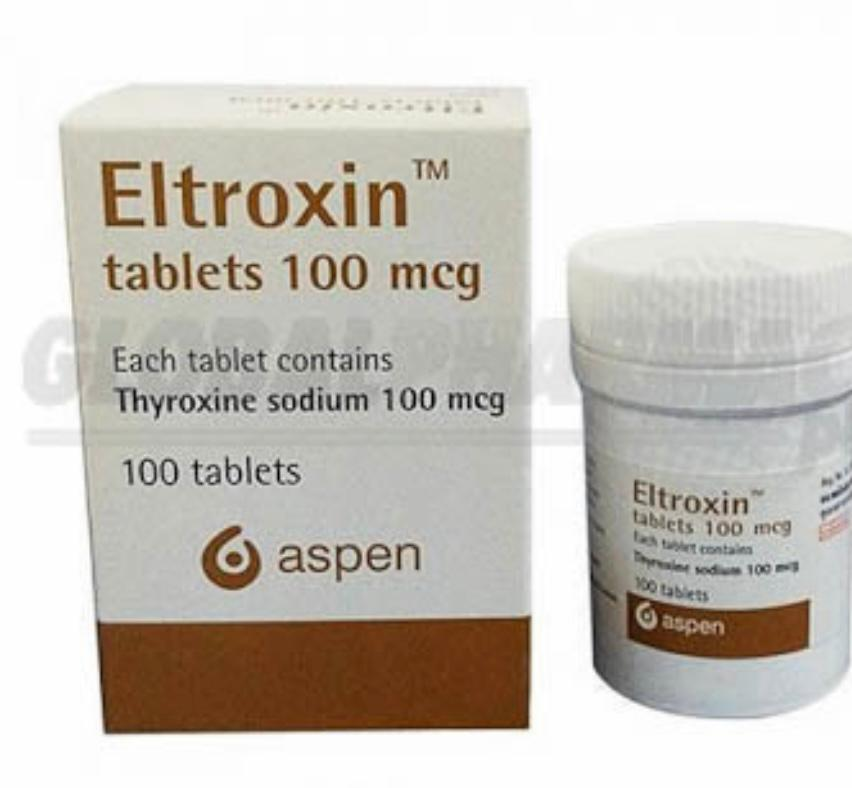 Eltroxin™
tablets 100 mcg
Each tablet contains
Thyroxine sodium 100 mcg
100 tablets
aspen
Eltroxin™
tablets 100 mcg
Each tablet contains
Thyroxine sodium 100 mcg
100 tablets
aspen
GLOBALPHARMA